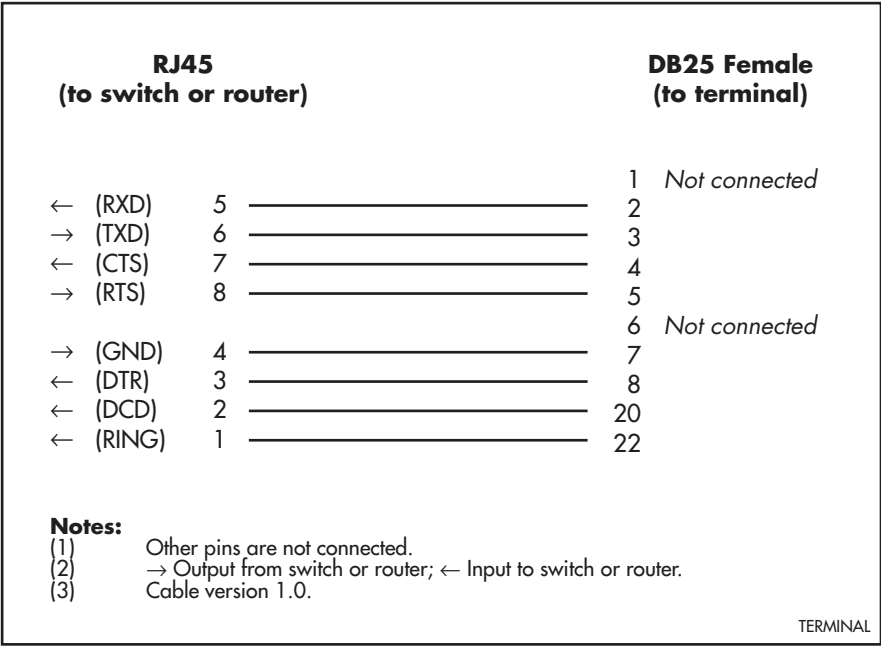 RJ45 DB25 Female
(to switch or router) (to terminal)
1 Not connected
← (RXD) 5 2
→ (TXD) 6 3
← (CTS) 7 4
→ (RTS) 8 5
6 Not connected
→ (GND) 4 7
← (DTR) 3 8
← (DCD) 2 20
← (RING) 1 22
Notes:
(1) Other pins are not connected.
(2) → Output from switch or router; ← Input to switch or router.
(3) Cable version 1.0.
TERMINAL